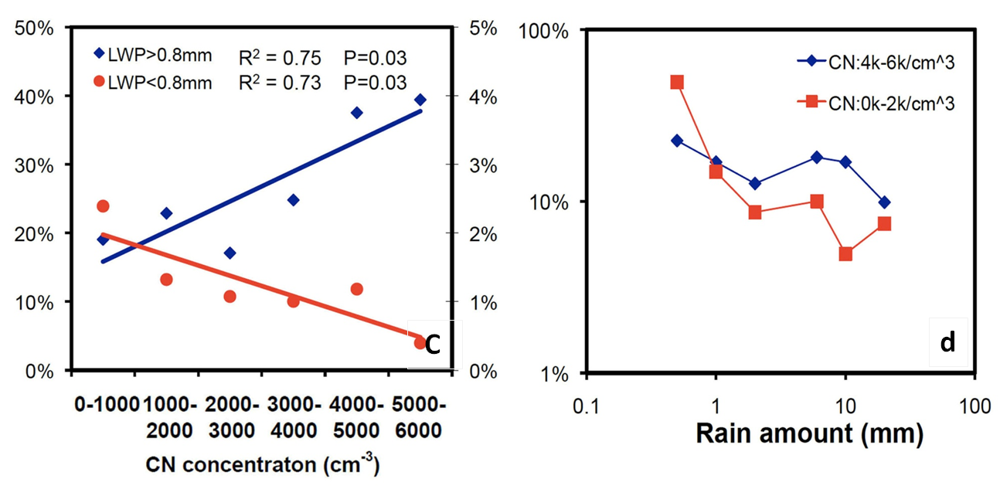 50%
40%
30%
20%
10%
0%
5%
4%
3%
2%
1%
0%
LWP>0.8mm R² = 0.75 P=0.03
LWP<0.8mm R² = 0.73 P=0.03
C
0-1000 1000- 2000- 3000- 4000- 5000-
2000 3000 4000 5000 6000
CN concentraton (cm⁻³)
100%
10%
1%
CN:4k-6k/cm^3
CN:0k-2k/cm^3
d
0.1 1 10 100
Rain amount (mm)